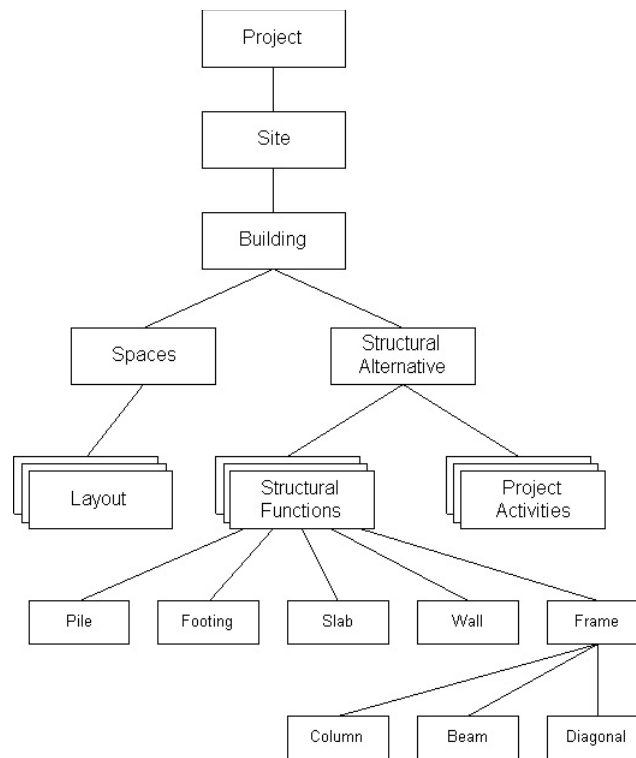 Project
Site
Building
Spaces
Structural
Alternative
Layout
Structural
Functions
Project
Activities
Pile
Footing
Slab
Wall
Frame
Column
Beam
Diagonal